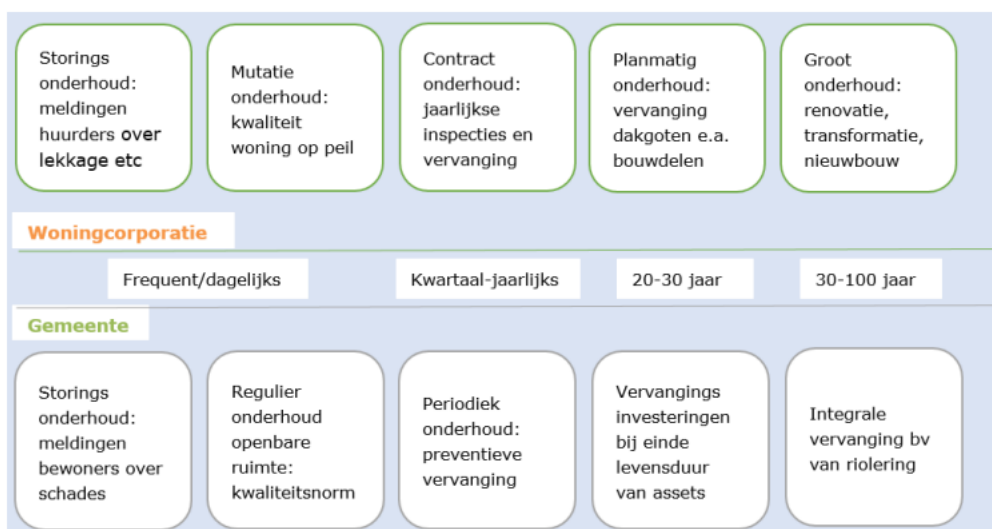 Storings
onderhoud:
meldingen
huurders over
lekkage etc
Mutatie
onderhoud:
kwaliteit
woning op peil
Contract
onderhoud:
jaarlijkse
inspecties en
vervanging
Planmatig
onderhoud:
vervanging
dakgoten e.a.
bouwdelen
Groot
onderhoud:
renovatie,
transformatie,
nieuwbouw
Woningcorporatie
Frequent/dagelijks
Kwartaal-jaarlijks
20-30 jaar
30-100 jaar
Gemeente
Storings
onderhoud:
meldingen
bewoners over
schades
Regulier
onderhoud
openbare
ruimte:
kwaliteitsnorm
Periodiek
onderhoud:
preventieve
vervanging
Vervangings
investeringen
bij einde
levensduur
van assets
Integrale
vervanging bv
van riolering